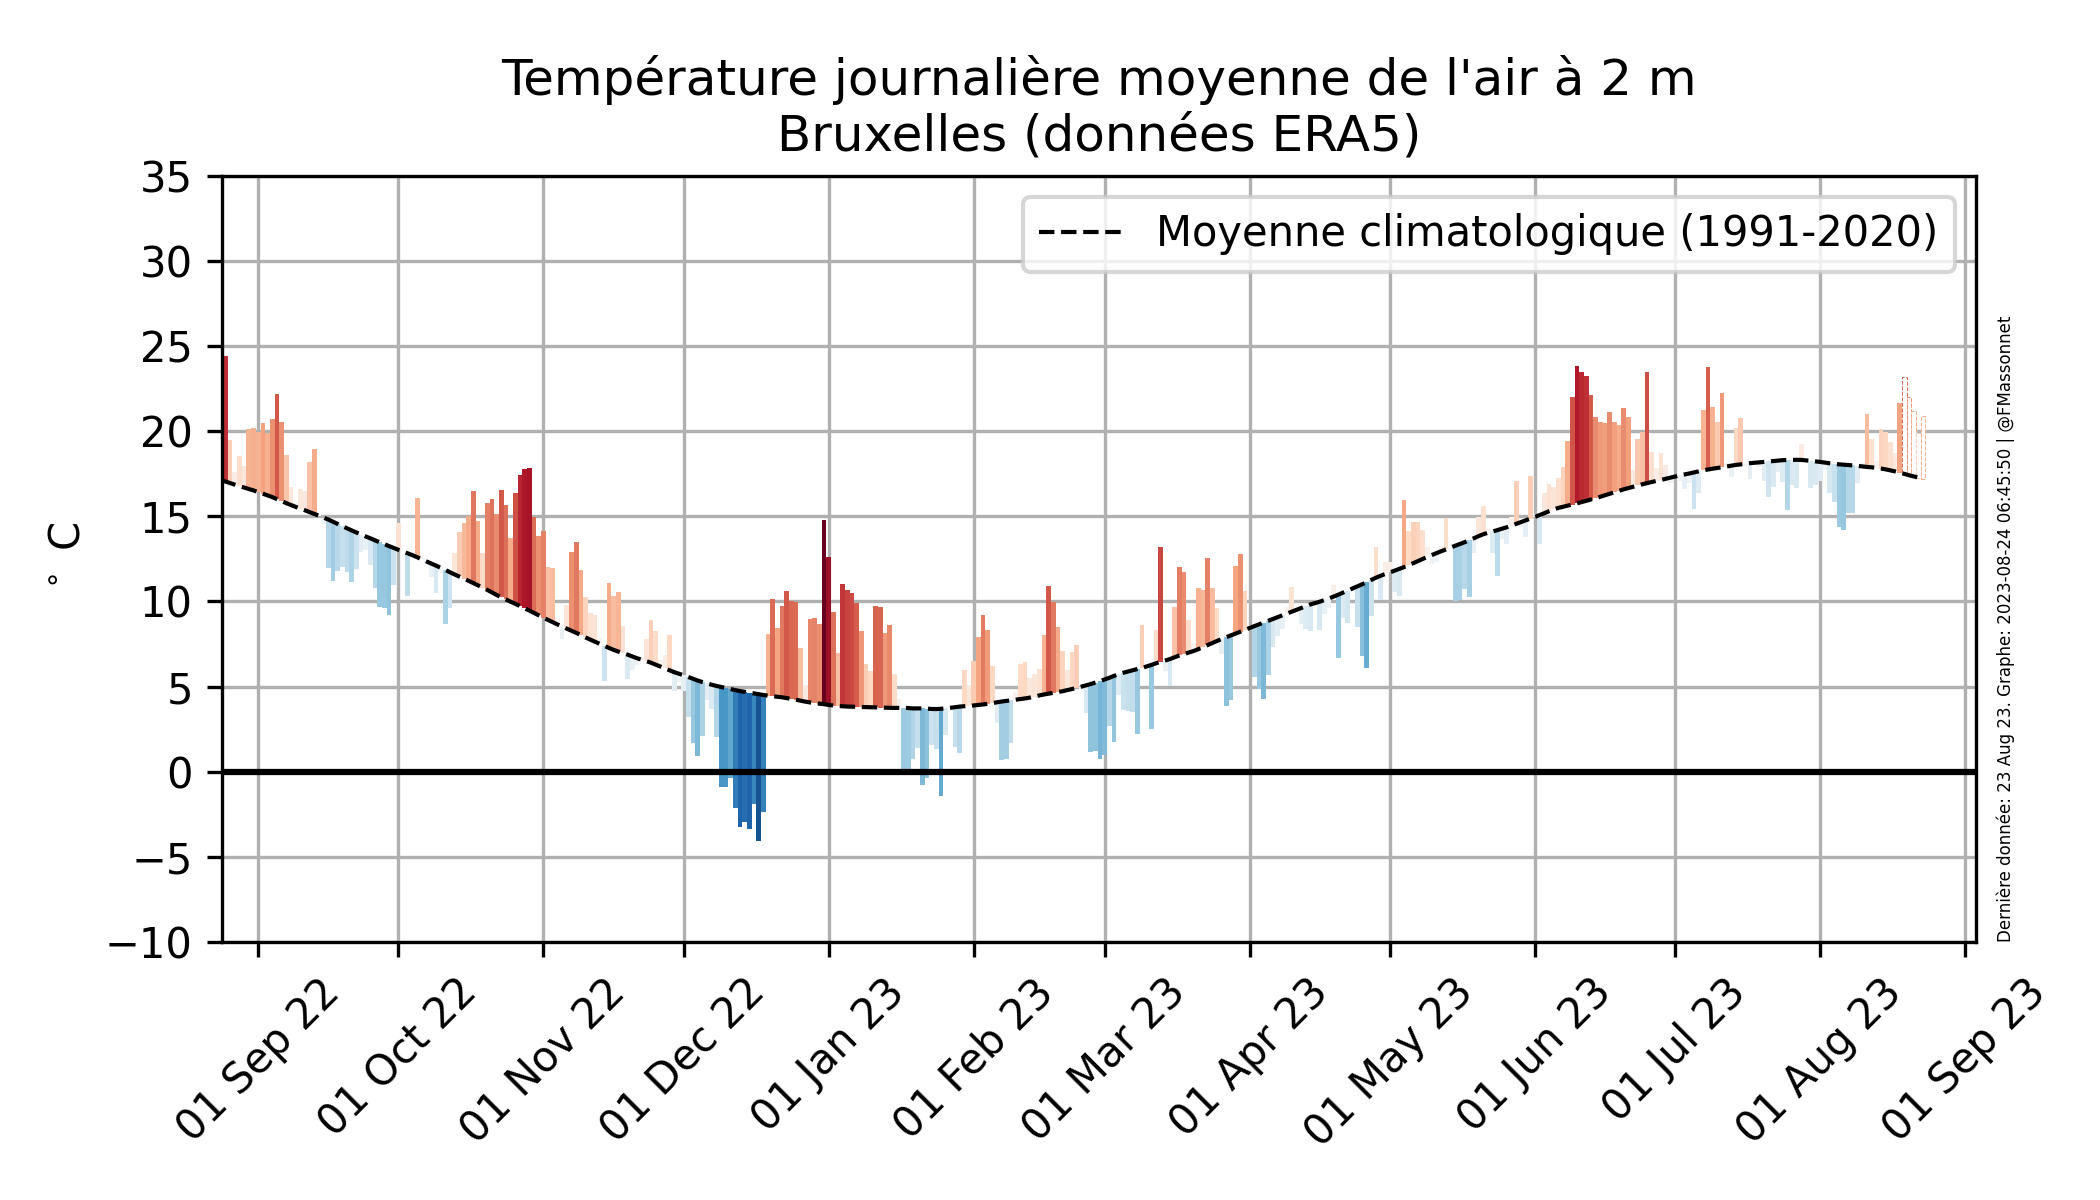 Température journalière moyenne de l'air à 2 m
Bruxelles (données ERA5)
Moyenne climatologique (1991-2020)
35
30
25
20
15
10
5
0
−5
−10
° C
01 Sep 22
01 Oct 22
01 Nov 22
01 Dec 22
01 Jan 23
01 Feb 23
01 Mar 23
01 Apr 23
01 May 23
01 Jun 23
01 Jul 23
01 Aug 23
01 Sep 23
Dernière donnée: 23 Aug 23. Graphe: 2023-08-24 06:45:50 | @FMassonnet